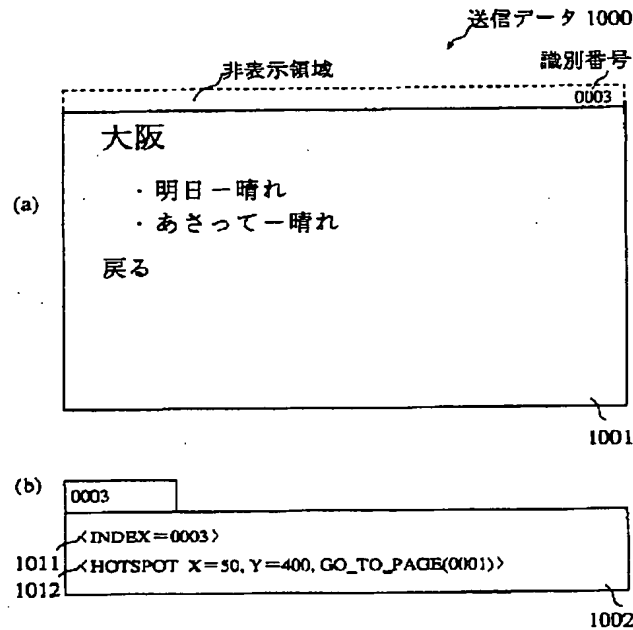 送信データ 1000
非表示領域
識別番号
0003
大阪
(a)
・明日ー晴れ
・あさってー晴れ
戻る
1001
(b)
0003
<INDEX=0003>
1011
<HOTSPOT X=50, Y=400, GO_TO_PAGE(0001)>
1012
1002